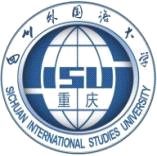 四川外国语大学
ISU
重庆
SICHUAN INTERNATIONAL STUDIES UNIVERSITY